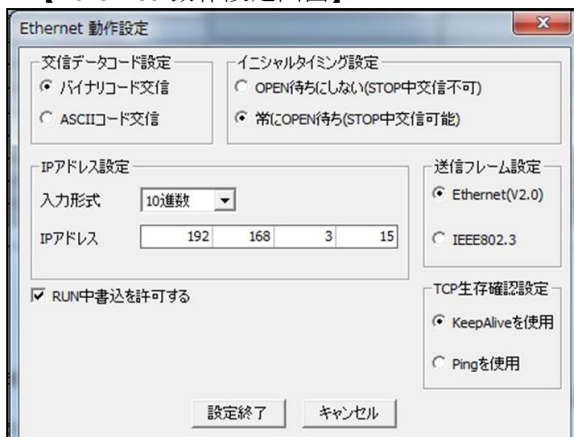 Ethernet 動作設定
交信データコード設定
バイナリコード交信
ASCIIコード交信
イニシャルタイミング設定
OPEN待ちにしない(STOP中交信不可)
常にOPEN待ち(STOP中交信可能)
IPアドレス設定
入力形式 10進数
IPアドレス 192 168 3 15
送信フレーム設定
Ethernet(V2.0)
IEEE802.3
RUN中書込を許可する
TCP生存確認設定
KeepAliveを使用
Pingを使用
設定終了 キャンセル